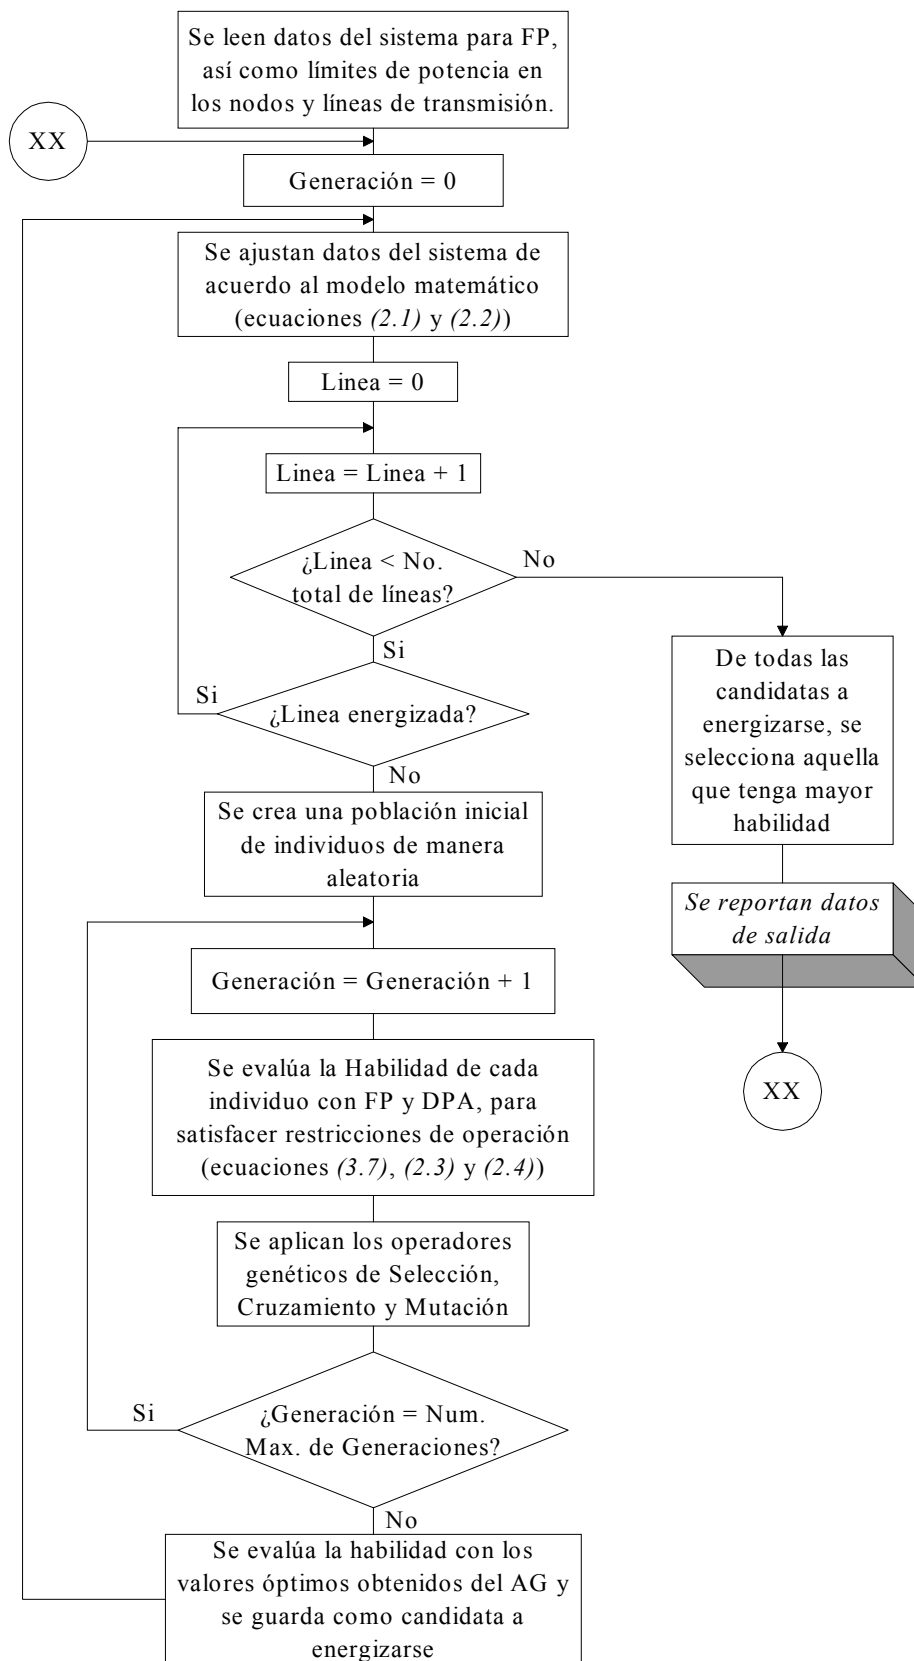 Se leen datos del sistema para FP,
así como límites de potencia en
los nodos y líneas de transmisión.
XX
Generación = 0
Se ajustan datos del sistema de
acuerdo al modelo matemático
(ecuaciones (2.1) y (2.2))
Linea = 0
Linea = Linea + 1
¿Linea < No.
total de líneas?
No
Si
Si
¿Linea energizada?
No
Se crea una población inicial
de individuos de manera
aleatoria
Generación = Generación + 1
Se evalúa la Habilidad de cada
individuo con FP y DPA, para
satisfacer restricciones de operación
(ecuaciones (3.7), (2.3) y (2.4))
Se aplican los operadores
genéticos de Selección,
Cruzamiento y Mutación
Si
¿Generación = Num.
Max. de Generaciones?
No
Se evalúa la habilidad con los
valores óptimos obtenidos del AG y
se guarda como candidata a
energizarse
De todas las
candidatas a
energizarse, se
selecciona aquella
que tenga mayor
habilidad
Se reportan datos
de salida
XX